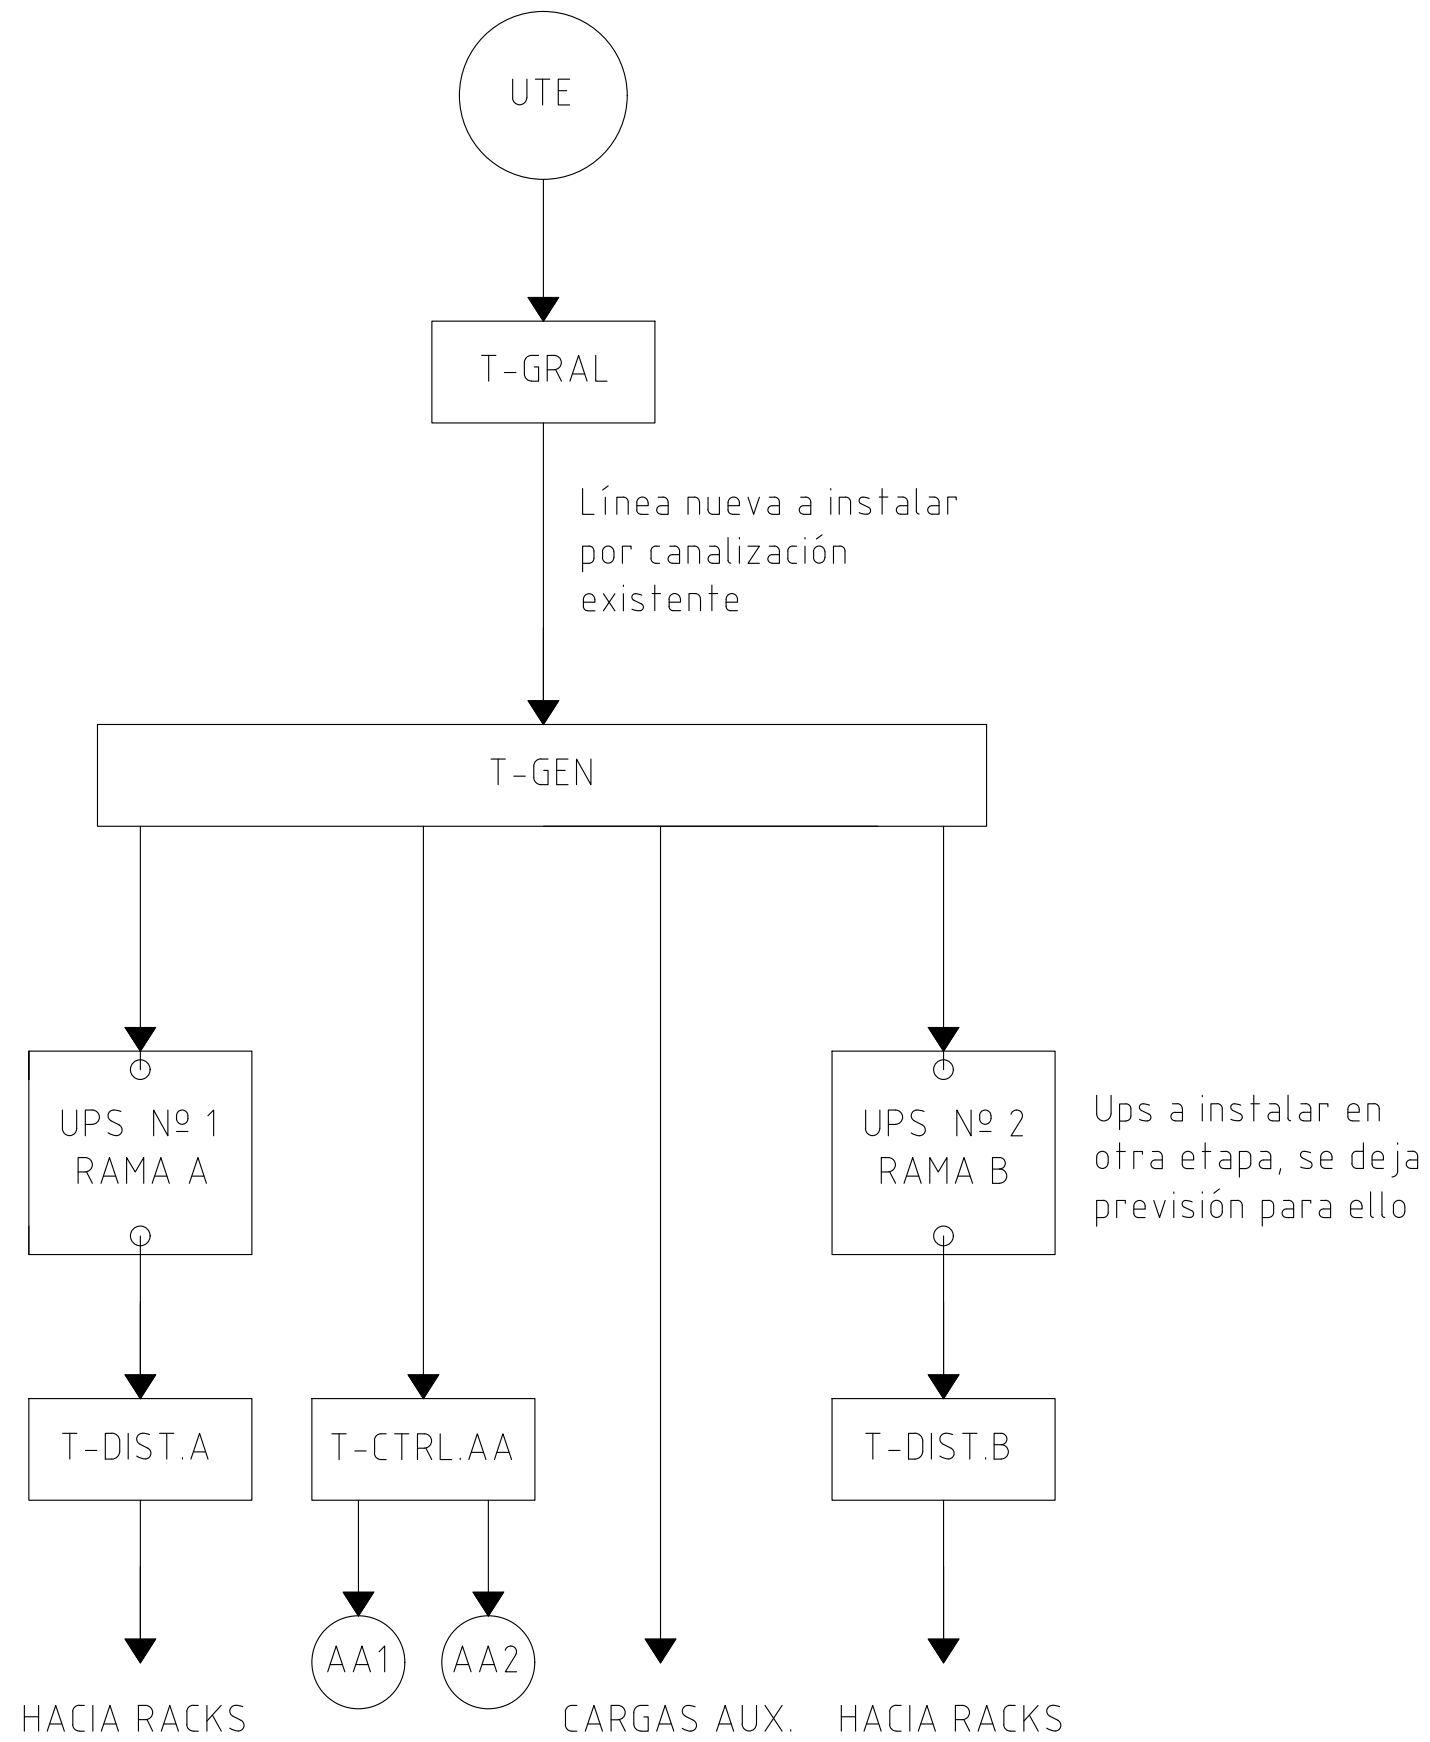 UTE
T-GRAL
Línea nueva a instalar
por canalización
existente
T-GEN
UPS Nº 1
RAMA A
UPS Nº 2
RAMA B
Ups a instalar en
otra etapa, se deja
previsión para ello
T-DIST.A
T-CTRL.AA
T-DIST.B
AA1
AA2
HACIA RACKS
CARGAS AUX.
HACIA RACKS